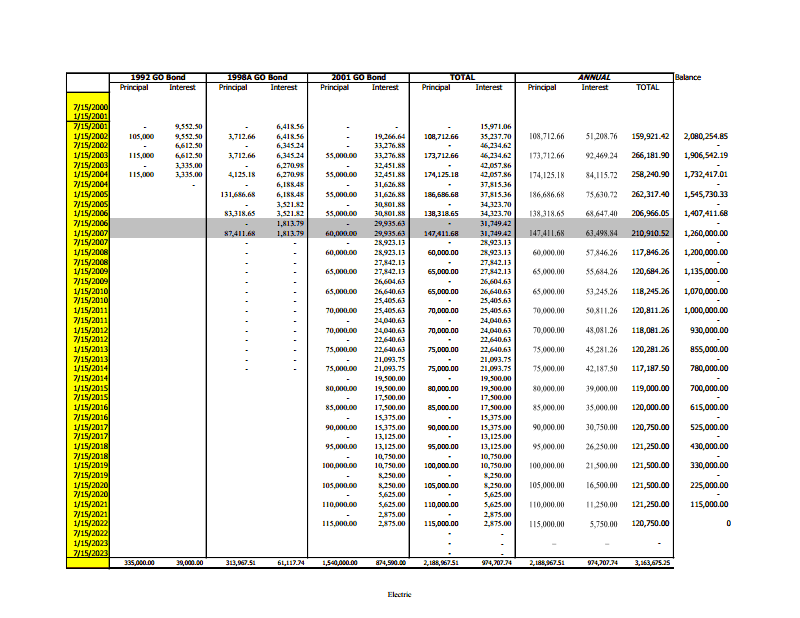 1992 GO Bond 1998A GO Bond 2001 GO Bond TOTAL ANNUAL Balance
Principal Interest Principal Interest Principal Interest Principal Interest Principal Interest TOTAL
7/15/2000
1/15/2001
7/15/2001 - 9,552.50 - 6,418.56 - - - 15,971.06
1/15/2002 105,000 9,552.50 3,712.66 6,418.56 - 19,266.64 108,712.66 35,237.70 108,712.66 51,208.76 159,921.42 2,080,254.85
7/15/2002 - 6,612.50 - 6,345.24 - 33,276.88 - 46,234.62 -
1/15/2003 115,000 6,612.50 3,712.66 6,345.24 55,000.00 33,276.88 173,712.66 46,234.62 173,712.66 92,469.24 266,181.90 1,906,542.19
7/15/2003 - 3,335.00 - 6,270.98 - 32,451.88 - 42,057.86 -
1/15/2004 115,000 3,335.00 4,125.18 6,270.98 55,000.00 32,451.88 174,125.18 42,057.86 174,125.18 84,115.72 258,240.90 1,732,417.01
7/15/2004 - - 6,188.48 - 31,626.88 - 37,815.36 -
1/15/2005 131,686.68 6,188.48 55,000.00 31,626.88 186,686.68 37,815.36 186,686.68 75,630.72 262,317.40 1,545,730.33
7/15/2005 - 3,521.82 - 30,801.88 - 34,323.70 -
1/15/2006 83,318.65 3,521.82 55,000.00 30,801.88 138,318.65 34,323.70 138,318.65 68,647.40 206,966.05 1,407,411.68
7/15/2006 - 1,813.79 - 29,935.63 - 31,749.42 -
1/15/2007 87,411.68 1,813.79 60,000.00 29,935.63 147,411.68 31,749.42 147,411.68 63,498.84 210,910.52 1,260,000.00
7/15/2007 - - - 28,923.13 - 28,923.13 -
1/15/2008 - - 60,000.00 28,923.13 60,000.00 28,923.13 60,000.00 57,846.26 117,846.26 1,200,000.00
7/15/2008 - - - 27,842.13 - 27,842.13 -
1/15/2009 - - 65,000.00 27,842.13 65,000.00 27,842.13 65,000.00 55,684.26 120,684.26 1,135,000.00
7/15/2009 - - - 26,604.63 - 26,604.63 -
1/15/2010 - - 65,000.00 26,640.63 65,000.00 26,640.63 65,000.00 53,245.26 118,245.26 1,070,000.00
7/15/2010 - - - 25,405.63 - 25,405.63 -
1/15/2011 - - 70,000.00 25,405.63 70,000.00 25,405.63 70,000.00 50,811.26 120,811.26 1,000,000.00
7/15/2011 - - - 24,040.63 - 24,040.63 -
1/15/2012 - - 70,000.00 24,040.63 70,000.00 24,040.63 70,000.00 48,081.26 118,081.26 930,000.00
7/15/2012 - - - 22,640.63 - 22,640.63 -
1/15/2013 - - 75,000.00 22,640.63 75,000.00 22,640.63 75,000.00 45,281.26 120,281.26 855,000.00
7/15/2013 - - - 21,093.75 - 21,093.75 -
1/15/2014 - - 75,000.00 21,093.75 75,000.00 21,093.75 75,000.00 42,187.50 117,187.50 780,000.00
7/15/2014 - 19,500.00 - 19,500.00 -
1/15/2015 80,000.00 19,500.00 80,000.00 19,500.00 80,000.00 39,000.00 119,000.00 700,000.00
7/15/2015 - 17,500.00 - 17,500.00 -
1/15/2016 85,000.00 17,500.00 85,000.00 17,500.00 85,000.00 35,000.00 120,000.00 615,000.00
7/15/2016 - 15,375.00 - 15,375.00 -
1/15/2017 90,000.00 15,375.00 90,000.00 15,375.00 90,000.00 30,750.00 120,750.00 525,000.00
7/15/2017 - 13,125.00 - 13,125.00 -
1/15/2018 95,000.00 13,125.00 95,000.00 13,125.00 95,000.00 26,250.00 121,250.00 430,000.00
7/15/2018 - 10,750.00 - 10,750.00 -
1/15/2019 100,000.00 10,750.00 100,000.00 10,750.00 100,000.00 21,500.00 121,500.00 330,000.00
7/15/2019 - 8,250.00 - 8,250.00 -
1/15/2020 105,000.00 8,250.00 105,000.00 8,250.00 105,000.00 16,500.00 121,500.00 225,000.00
7/15/2020 - 5,625.00 - 5,625.00 -
1/15/2021 110,000.00 5,625.00 110,000.00 5,625.00 110,000.00 11,250.00 121,250.00 115,000.00
7/15/2021 - 2,875.00 - 2,875.00 -
1/15/2022 115,000.00 2,875.00 115,000.00 2,875.00 115,000.00 5,750.00 120,750.00 0
7/15/2022 - -
1/15/2023 - - - - -
7/15/2023 - -
335,000.00 39,000.00 313,967.51 61,117.74 1,540,000.00 874,590.00 2,188,967.51 974,707.74 2,188,967.51 974,707.74 3,163,675.25
Electric